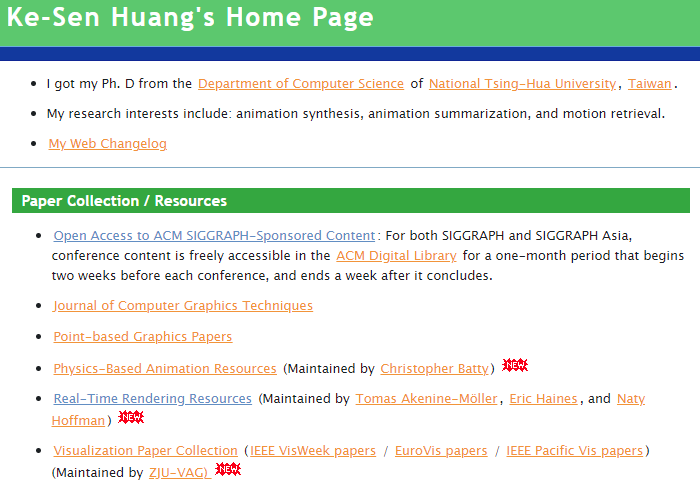 Ke-Sen Huang's Home Page
I got my Ph. D from the Department of Computer Science of National Tsing-Hua University, Taiwan.
My research interests include: animation synthesis, animation summarization, and motion retrieval.
My Web Changelog
Paper Collection / Resources
Open Access to ACM SIGGRAPH-Sponsored Content: For both SIGGRAPH and SIGGRAPH Asia,
conference content is freely accessible in the ACM Digital Library for a one-month period that begins
two weeks before each conference, and ends a week after it concludes.
Journal of Computer Graphics Techniques
Point-based Graphics Papers
Physics-Based Animation Resources (Maintained by Christopher Batty) NEW
Real-Time Rendering Resources (Maintained by Tomas Akenine-Möller, Eric Haines, and Naty
Hoffman) NEW
Visualization Paper Collection (IEEE VisWeek papers / EuroVis papers / IEEE Pacific Vis papers)
(Maintained by ZJU-VAG) NEW